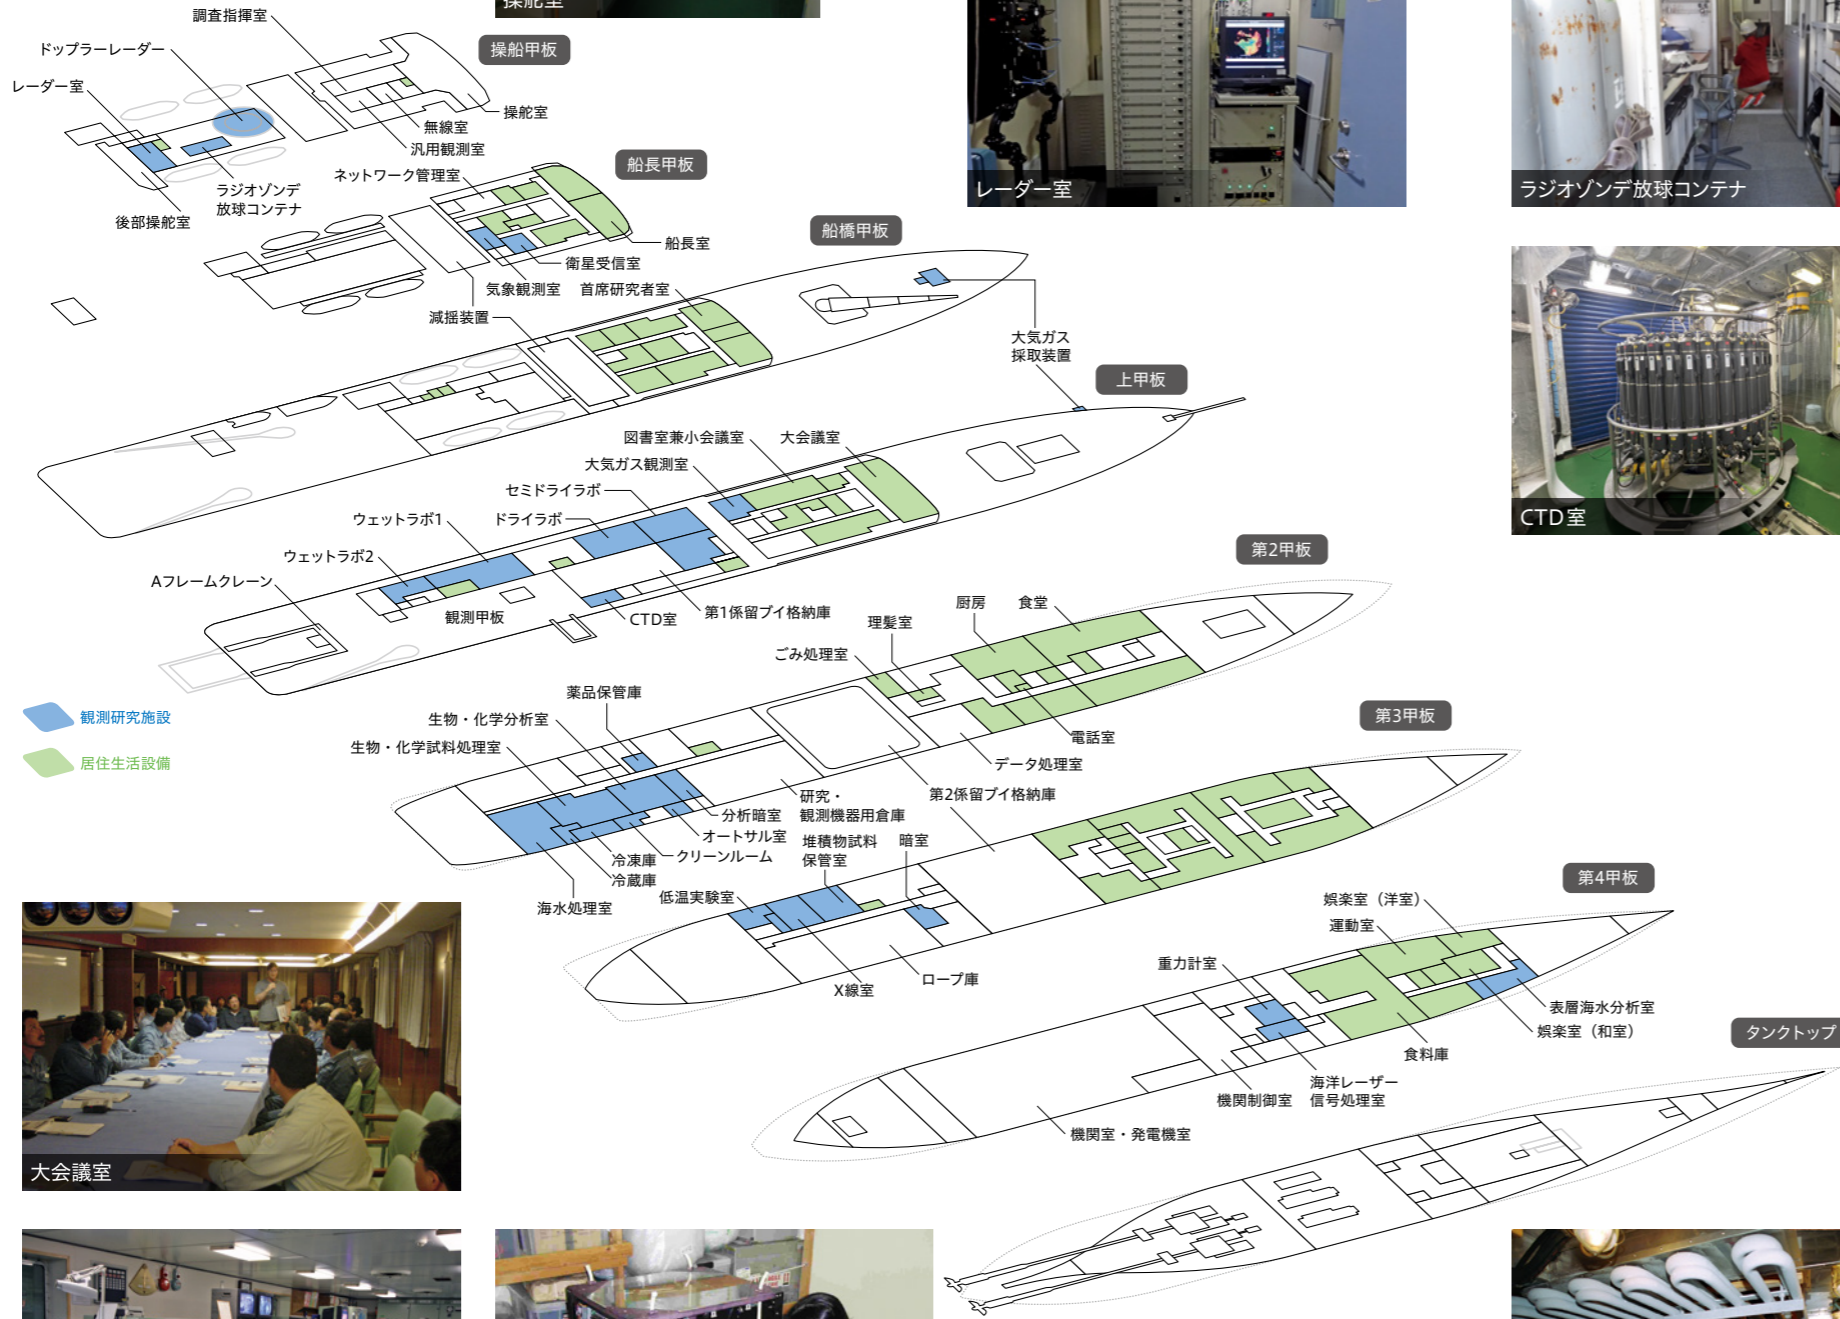 操舵室
調査指揮室
ドップラーレーダー
レーダー室
操船甲板
操舵室
無線室
汎用観測室
ラジオゾンデ
放球コンテナ
後部操舵室
ネットワーク管理室
船長甲板
船長室
衛星受信室
気象観測室
減揺装置
首席研究者室
船橋甲板
大気ガス
採取装置
上甲板
図書室兼小会議室
大会議室
大気ガス観測室
セミドライラボ
ドライラボ
ウェットラボ1
ウェットラボ2
Aフレームクレーン
観測甲板
CTD室
第1係留ブイ格納庫
第2甲板
厨房
食堂
理髪室
ごみ処理室
薬品保管庫
生物・化学分析室
生物・化学試料処理室
電話室
データ処理室
第2係留ブイ格納庫
研究・
観測機器用倉庫
分析暗室
オートサル室
クリーンルーム
冷凍庫
冷蔵庫
海水処理室
観測研究施設
居住生活設備
第3甲板
堆積物試料
保管室
暗室
低温実験室
X線室
ロープ庫
第4甲板
娯楽室（洋室）
運動室
重力計室
表層海水分析室
娯楽室（和室）
食料庫
海洋レーザー
信号処理室
機関制御室
機関室・発電機室
タンクトップ
レーダー室
ラジオゾンデ放球コンテナ
CTD室
大会議室